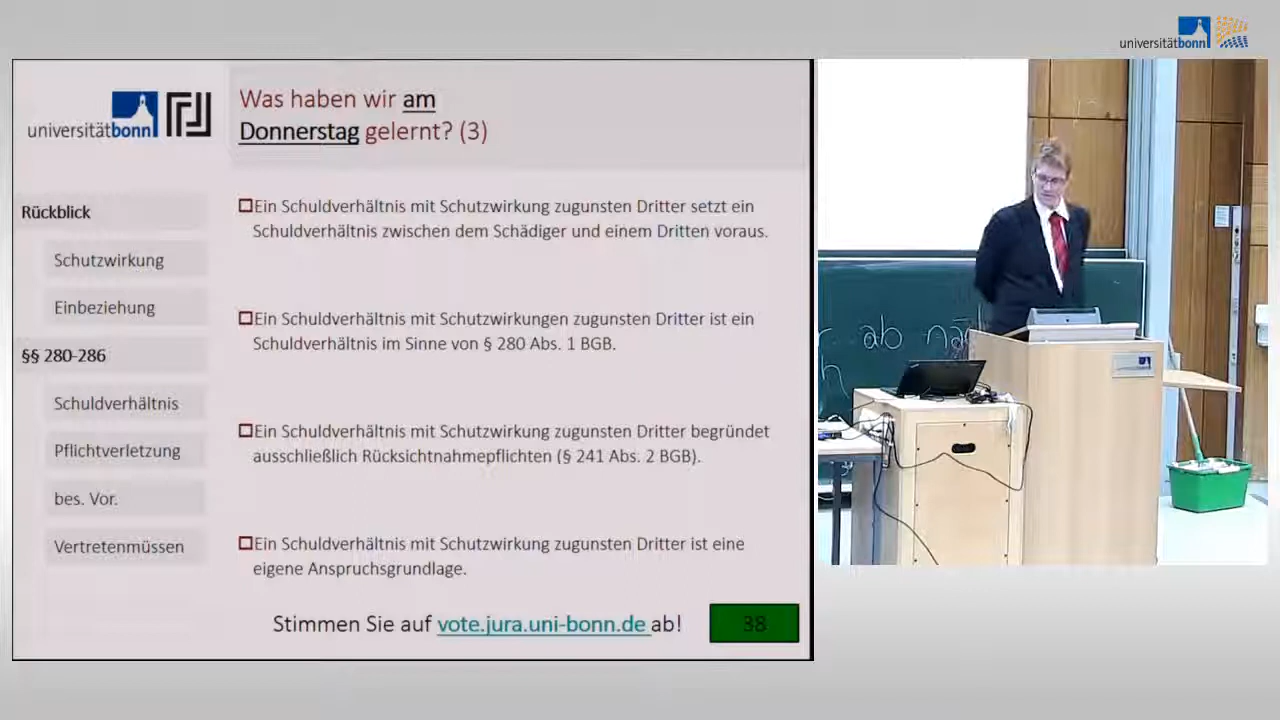 universitätbonn
universitätbonn
Was haben wir am
Donnerstag gelernt? (3)
Rückblick
Schutzwirkung
Einbeziehung
§§ 280-286
Schuldverhältnis
Pflichtverletzung
bes. Vor.
Vertretenmüssen
Ein Schuldverhältnis mit Schutzwirkung zugunsten Dritter setzt ein
Schuldverhältnis zwischen dem Schädiger und einem Dritten voraus.
Ein Schuldverhältnis mit Schutzwirkungen zugunsten Dritter ist ein
Schuldverhältnis im Sinne von § 280 Abs. 1 BGB.
Ein Schuldverhältnis mit Schutzwirkung zugunsten Dritter begründet
ausschließlich Rücksichtnahmepflichten (§ 241 Abs. 2 BGB).
Ein Schuldverhältnis mit Schutzwirkung zugunsten Dritter ist eine
eigene Anspruchsgrundlage.
Stimmen Sie auf vote.jura.uni-bonn.de ab!
38
ab